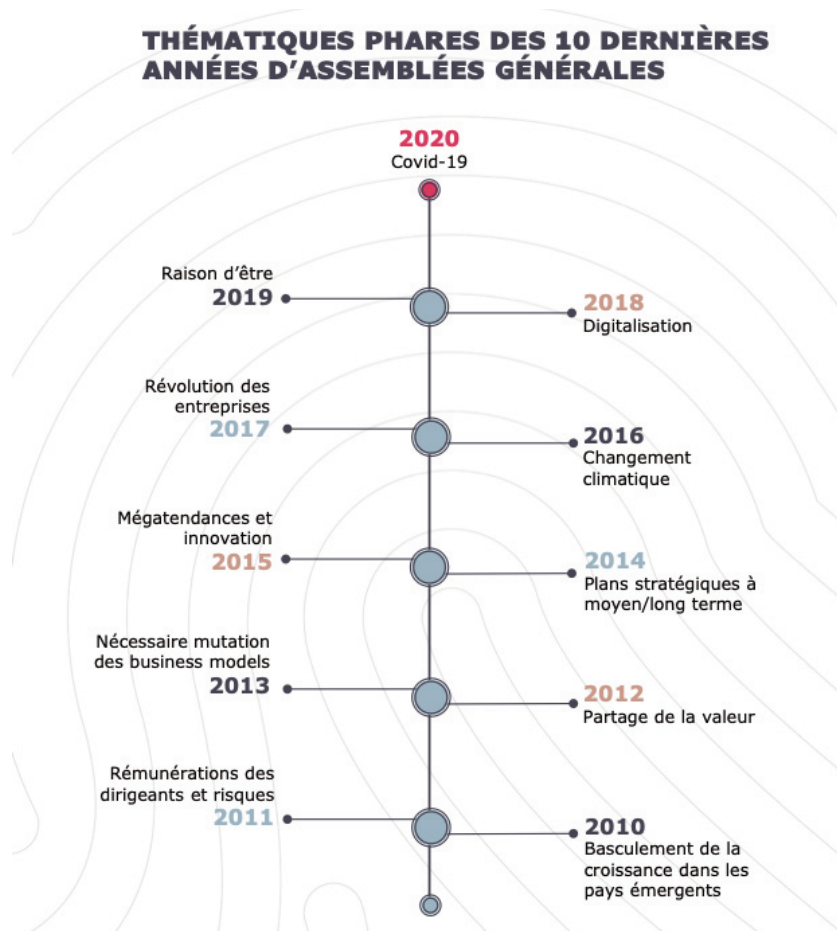 THÉMATIQUES PHARES DES 10 DERNIÈRES
ANNÉES D’ASSEMBLÉES GÉNÉRALES
2020
Covid-19
Raison d’être
2019
2018
Digitalisation
Révolution des
entreprises
2017
2016
Changement
climatique
Mégatendances et
innovation
2015
2014
Plans stratégiques à
moyen/long terme
Nécessaire mutation
des business models
2013
2012
Partage de la valeur
Rémunérations des
dirigeants et risques
2011
2010
Basculement de la
croissance dans les
pays émergents